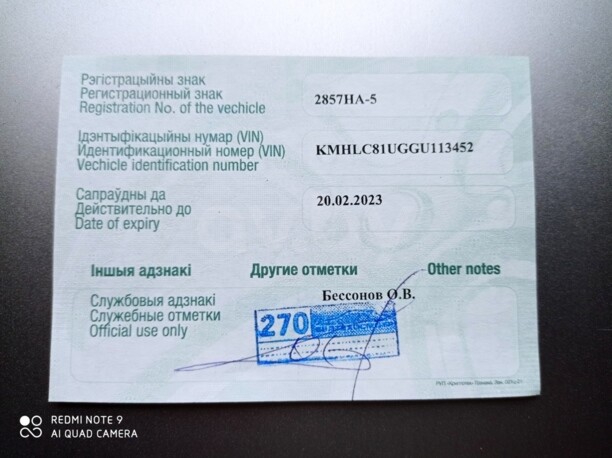 Рэгістрацыйны знак
Регистрационный знак
Registration No. of the vechicle
2857HA-5
Ідэнтыфікацыйны нумар (VIN)
Идентификационный номер (VIN)
Vechicle identification number
KMHLC81UGGU113452
Сапраўдны да
Действительно до
Date of expiry
20.02.2023
Іншыя адзнакі Другие отметки Other notes
Службовыя адзнакі
Служебные отметки
Official use only
Бессонов О.В.
270
REDMI NOTE 9
AI QUAD CAMERA